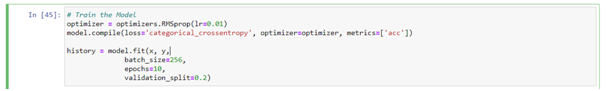 In [45]:
# Train the Model
optimizer = optimizers.RMSprop(lr=0.01)
model.compile(loss='categorical_crossentropy', optimizer=optimizer, metrics=['acc'])
history = model.fit(x, y,
batch_size=256,
epochs=10,
validation_split=0.2)